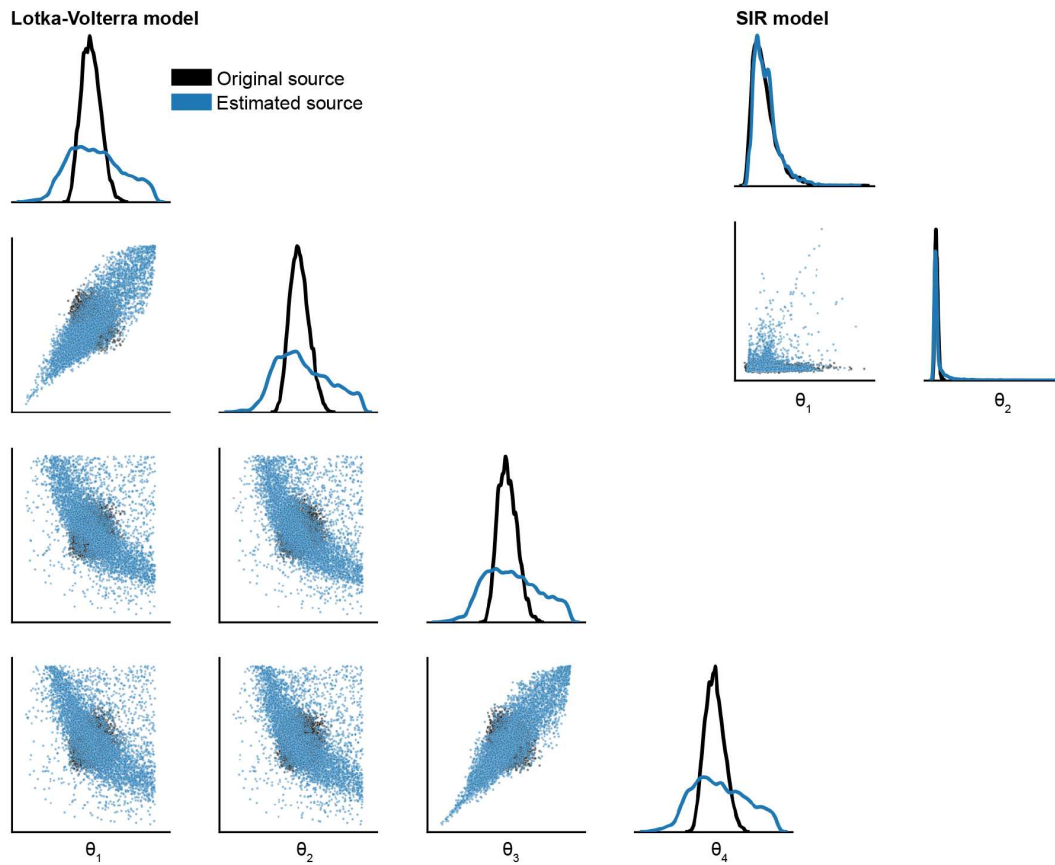 Lotka-Volterra model
SIR model
Original source
Estimated source
θ1
θ2
θ1
θ2
θ3
θ4